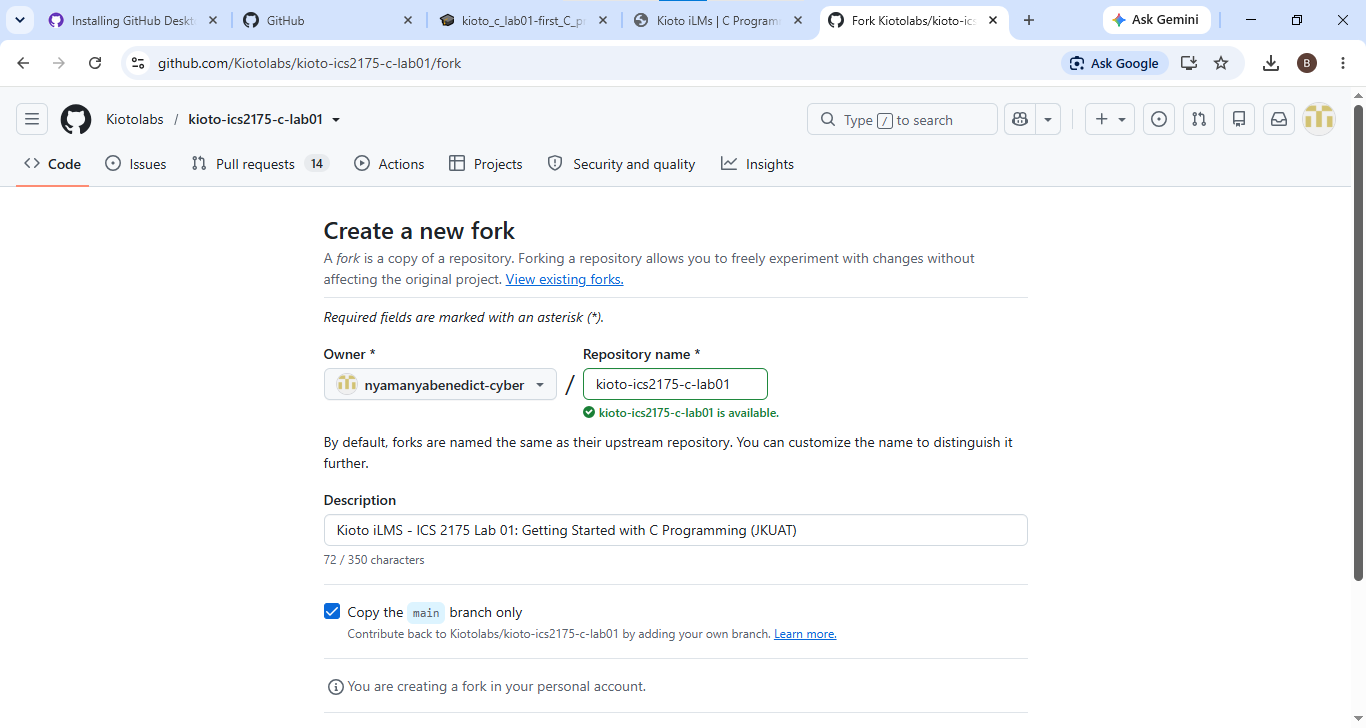 Installing GitHub Deskt
GitHub
kioto_c_lab01-first_C_p
Kioto iLMs | C Program
Fork Kiotolabs/kioto-ics
Ask Gemini
github.com/Kiotolabs/kioto-ics2175-c-lab01/fork
Ask Google
B
Kiotolabs / kioto-ics2175-c-lab01
Type / to search
Code
Issues
Pull requests 14
Actions
Projects
Security and quality
Insights
Create a new fork
A fork is a copy of a repository. Forking a repository allows you to freely experiment with changes without
affecting the original project. View existing forks.
Required fields are marked with an asterisk (*).
Owner *
Repository name *
nyamanyabenedict-cyber / kioto-ics2175-c-lab01
kioto-ics2175-c-lab01 is available.
By default, forks are named the same as their upstream repository. You can customize the name to distinguish it
further.
Description
Kioto iLMS - ICS 2175 Lab 01: Getting Started with C Programming (JKUAT)
72 / 350 characters
Copy the main branch only
Contribute back to Kiotolabs/kioto-ics2175-c-lab01 by adding your own branch. Learn more.
You are creating a fork in your personal account.